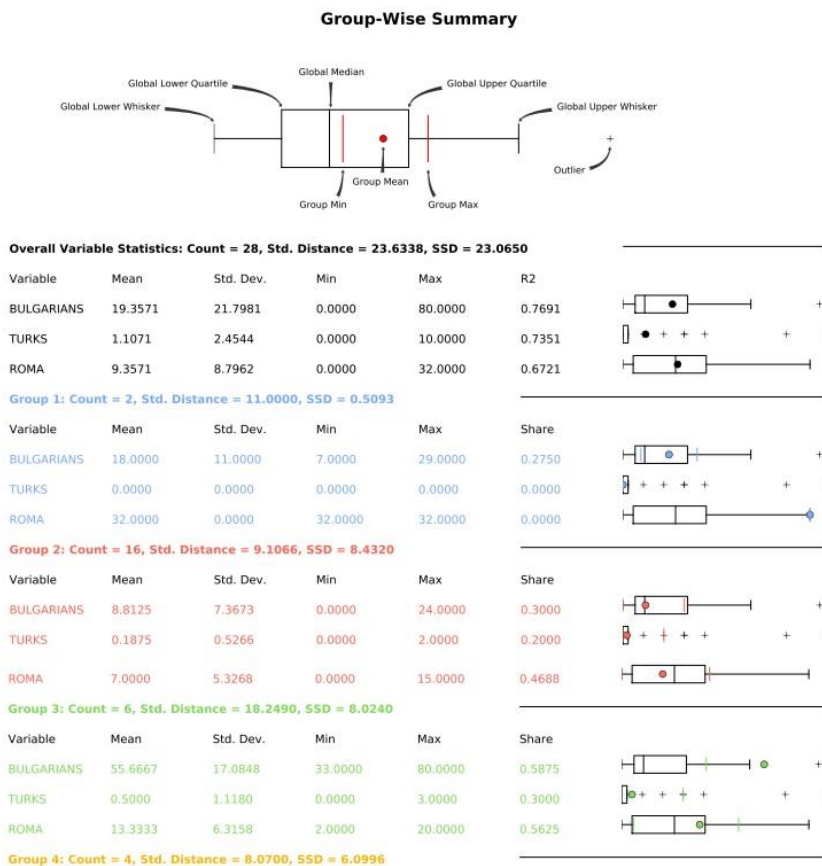 Group-Wise Summary
Global Median
Global Lower Quartile
Global Upper Quartile
Global Lower Whisker
Global Upper Whisker
Outlier
Group Mean
Group Min
Group Max
Overall Variable Statistics: Count = 28, Std. Distance = 23.6338, SSD = 23.0650
Variable Mean Std. Dev. Min Max R2
BULGARIANS 19.3571 21.7981 0.0000 80.0000 0.7691
TURKS 1.1071 2.4544 0.0000 10.0000 0.7351
ROMA 9.3571 8.7962 0.0000 32.0000 0.6721
Group 1: Count = 2, Std. Distance = 11.0000, SSD = 0.5093
Variable Mean Std. Dev. Min Max Share
BULGARIANS 18.0000 11.0000 7.0000 29.0000 0.2750
TURKS 0.0000 0.0000 0.0000 0.0000 0.0000
ROMA 32.0000 0.0000 32.0000 32.0000 0.0000
Group 2: Count = 16, Std. Distance = 9.1066, SSD = 8.4320
Variable Mean Std. Dev. Min Max Share
BULGARIANS 8.8125 7.3673 0.0000 24.0000 0.3000
TURKS 0.1875 0.5266 0.0000 2.0000 0.2000
ROMA 7.0000 5.3268 0.0000 15.0000 0.4688
Group 3: Count = 6, Std. Distance = 18.2490, SSD = 8.0240
Variable Mean Std. Dev. Min Max Share
BULGARIANS 55.6667 17.0848 33.0000 80.0000 0.5875
TURKS 0.5000 1.1180 0.0000 3.0000 0.3000
ROMA 13.3333 6.3158 2.0000 20.0000 0.5625
Group 4: Count = 4, Std. Distance = 8.0700, SSD = 6.0996